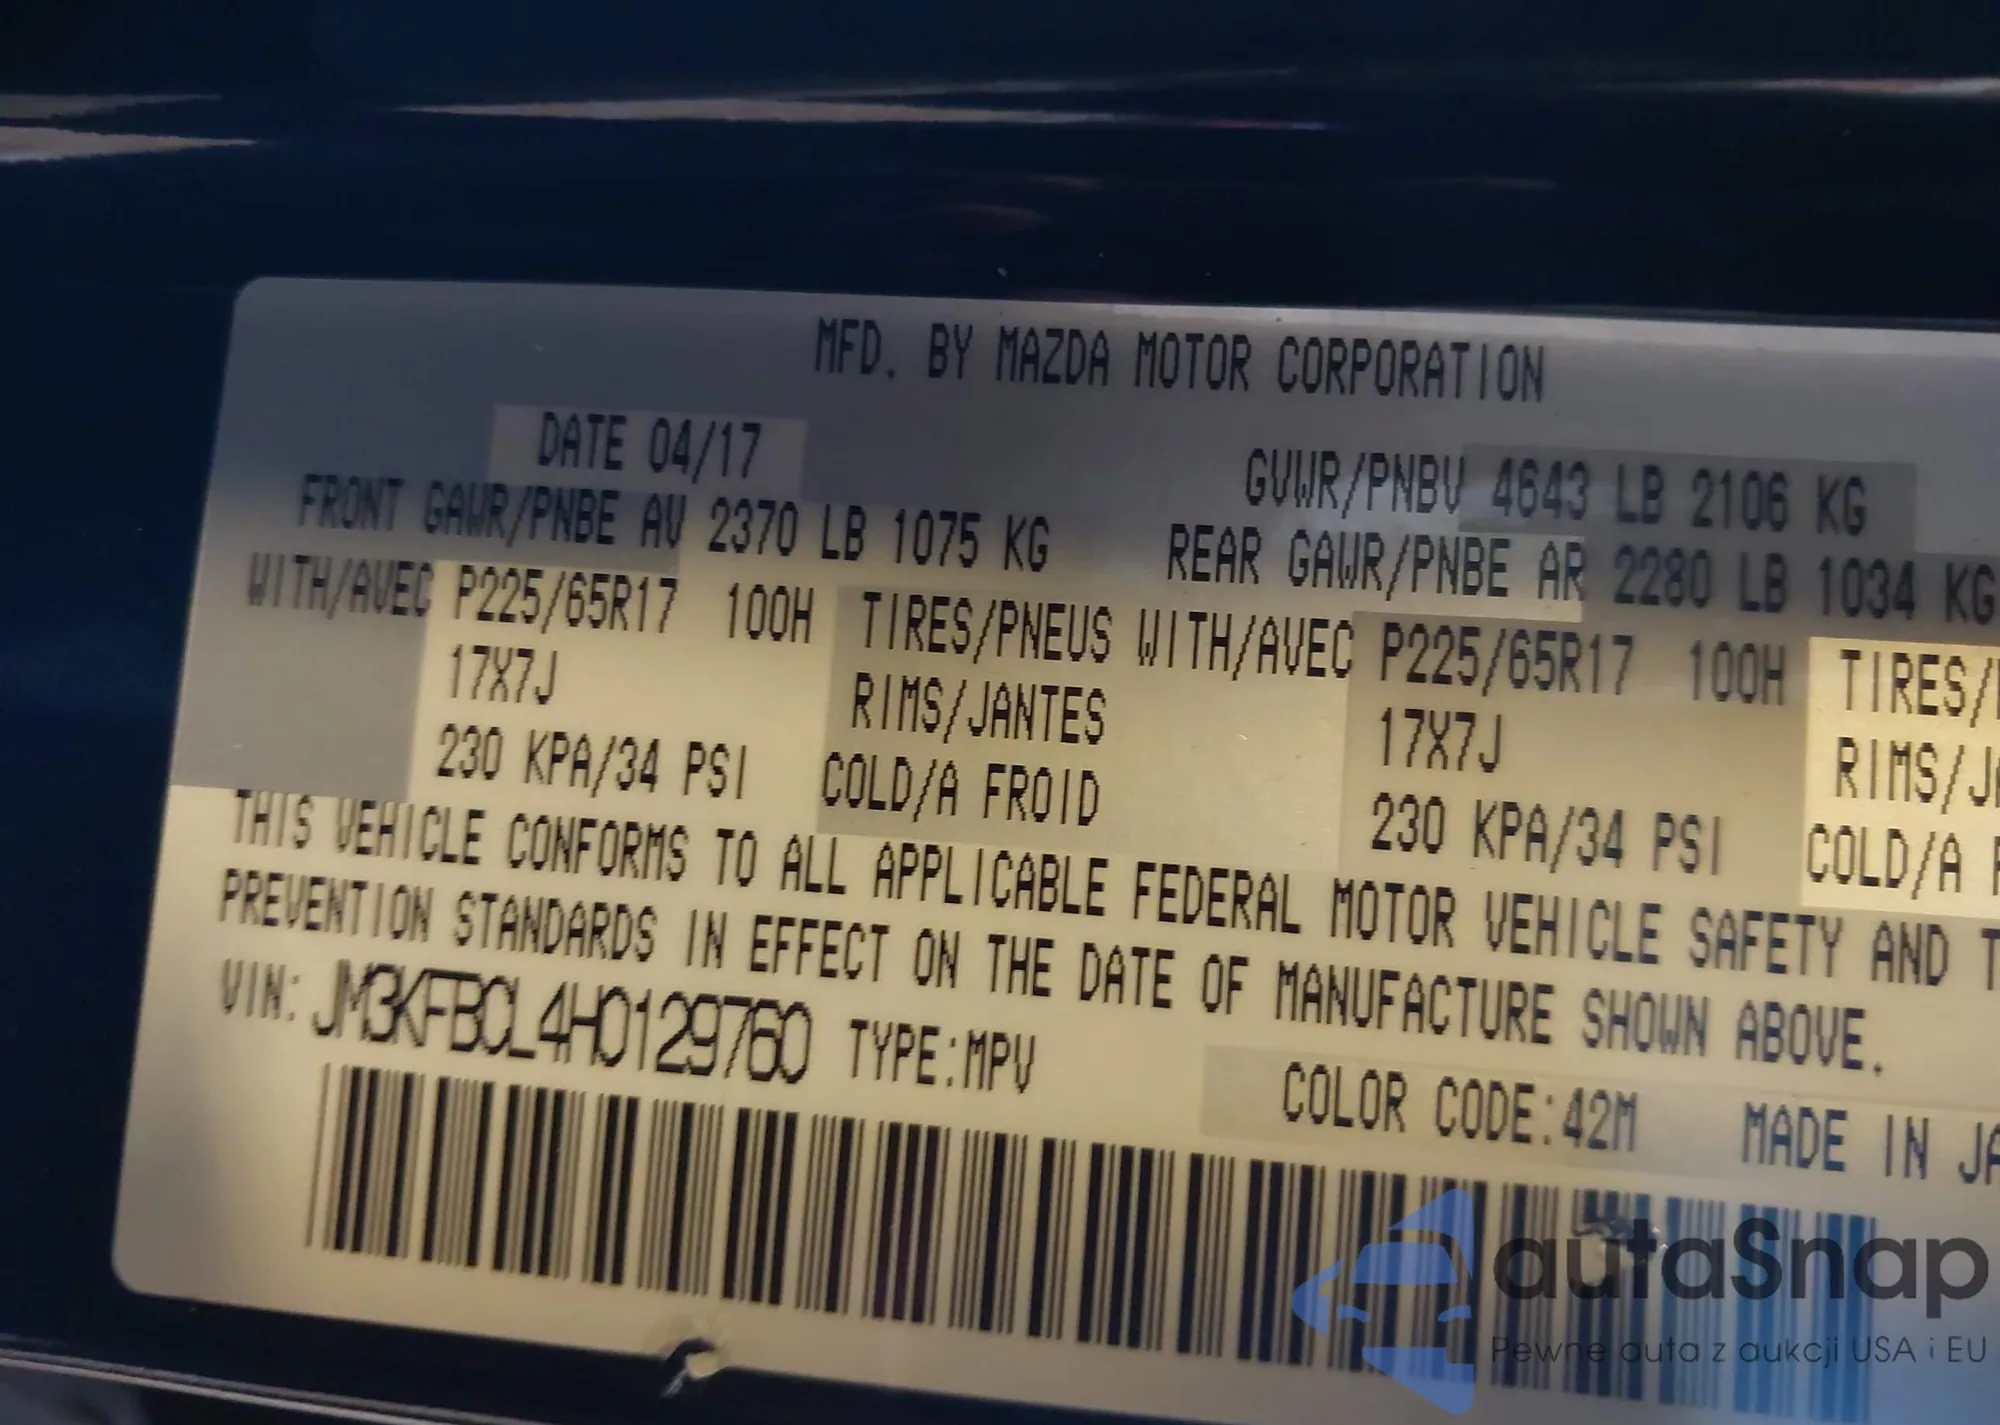 MFD. BY MAZDA MOTOR CORPORATION
DATE 04/17 GVWR/PNBV 4643 LB 2106 KG
FRONT GAWR/PNBE AV 2370 LB 1075 KG REAR GAWR/PNBE AR 2280 LB 1034 KG
WITH/AVEC P225/65R17 100H TIRES/PNEUS WITH/AVEC P225/65R17 100H TIRES/
17X7J RIMS/JANTES 17X7J RIMS/J
230 KPA/34 PSI COLD/A FROID 230 KPA/34 PSI COLD/A F
THIS VEHICLE CONFORMS TO ALL APPLICABLE FEDERAL MOTOR VEHICLE SAFETY AND T
PREVENTION STANDARDS IN EFFECT ON THE DATE OF MANUFACTURE SHOWN ABOVE.
VIN: JM3KFBCL4H0129760 TYPE:MPV
COLOR CODE:42M MADE IN JA
autaSnap
Pewne auta z aukcji USA i EU